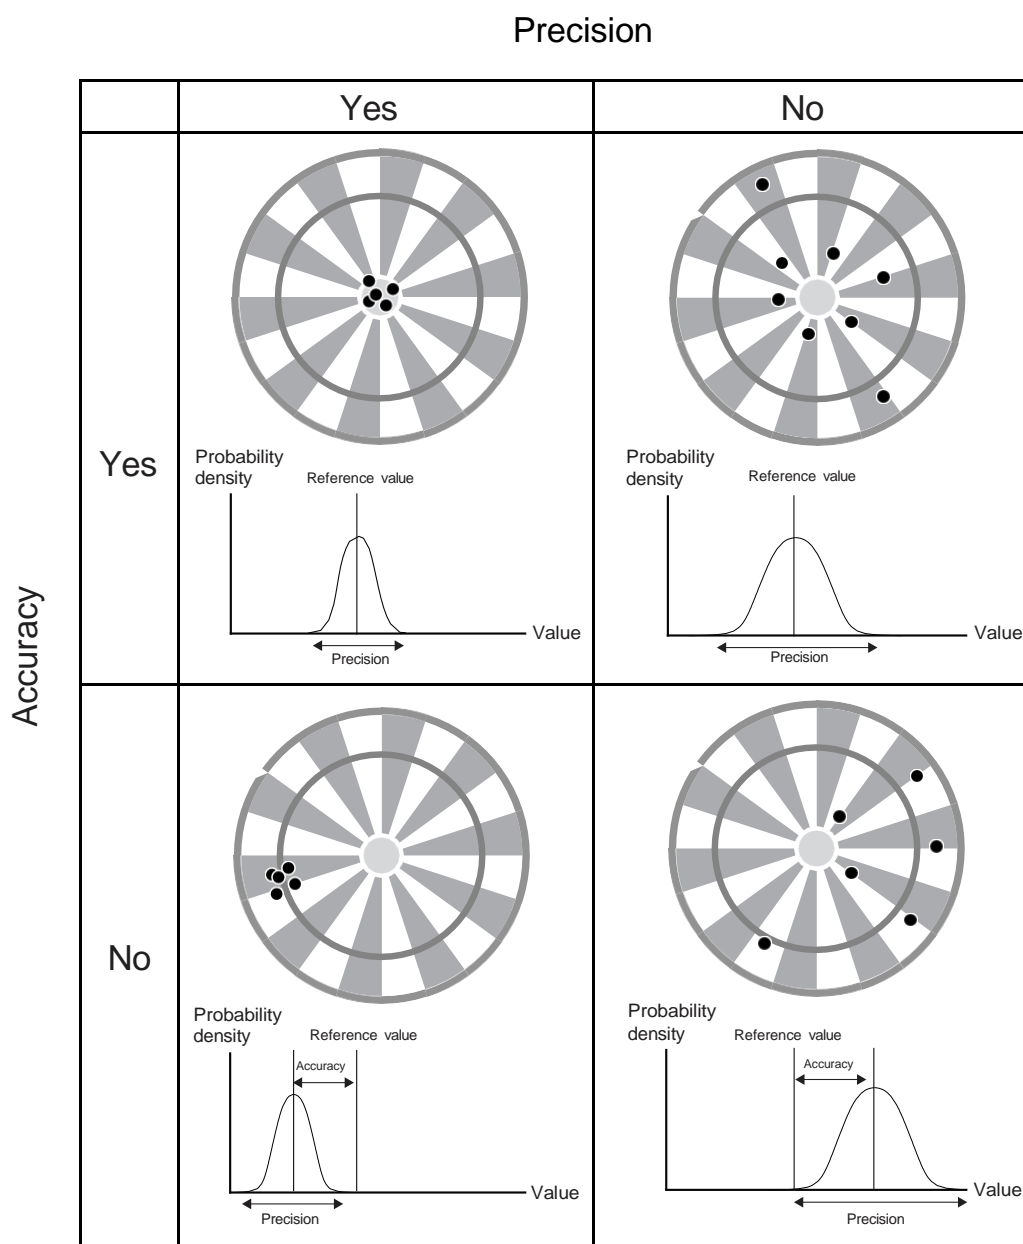 Precision
Yes
No
Accuracy
Yes
Probability
density
Reference value
Value
Precision
Probability
density
Reference value
Value
Precision
No
Probability
density
Reference value
Accuracy
Value
Precision
Probability
density
Reference value
Accuracy
Value
Precision